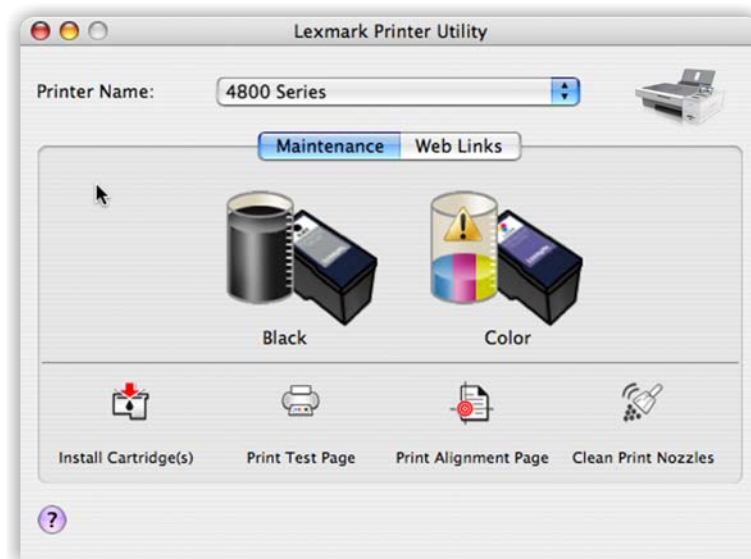 Lexmark Printer Utility
Printer Name:
4800 Series
Maintenance
Web Links
Black
Color
Install Cartridge(s)
Print Test Page
Print Alignment Page
Clean Print Nozzles
?